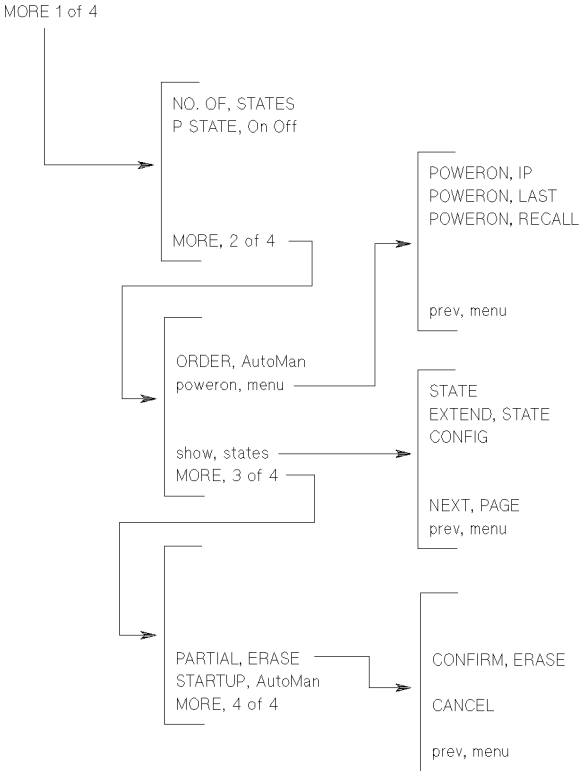 MORE 1 of 4
NO. OF, STATES
P STATE, On Off
MORE, 2 of 4
POWERON, IP
POWERON, LAST
POWERON, RECALL
prev, menu
ORDER, AutoMan
poweron, menu
show, states
MORE, 3 of 4
STATE
EXTEND, STATE
CONFIG
NEXT, PAGE
prev, menu
PARTIAL, ERASE
STARTUP, AutoMan
MORE, 4 of 4
CONFIRM, ERASE
CANCEL
prev, menu